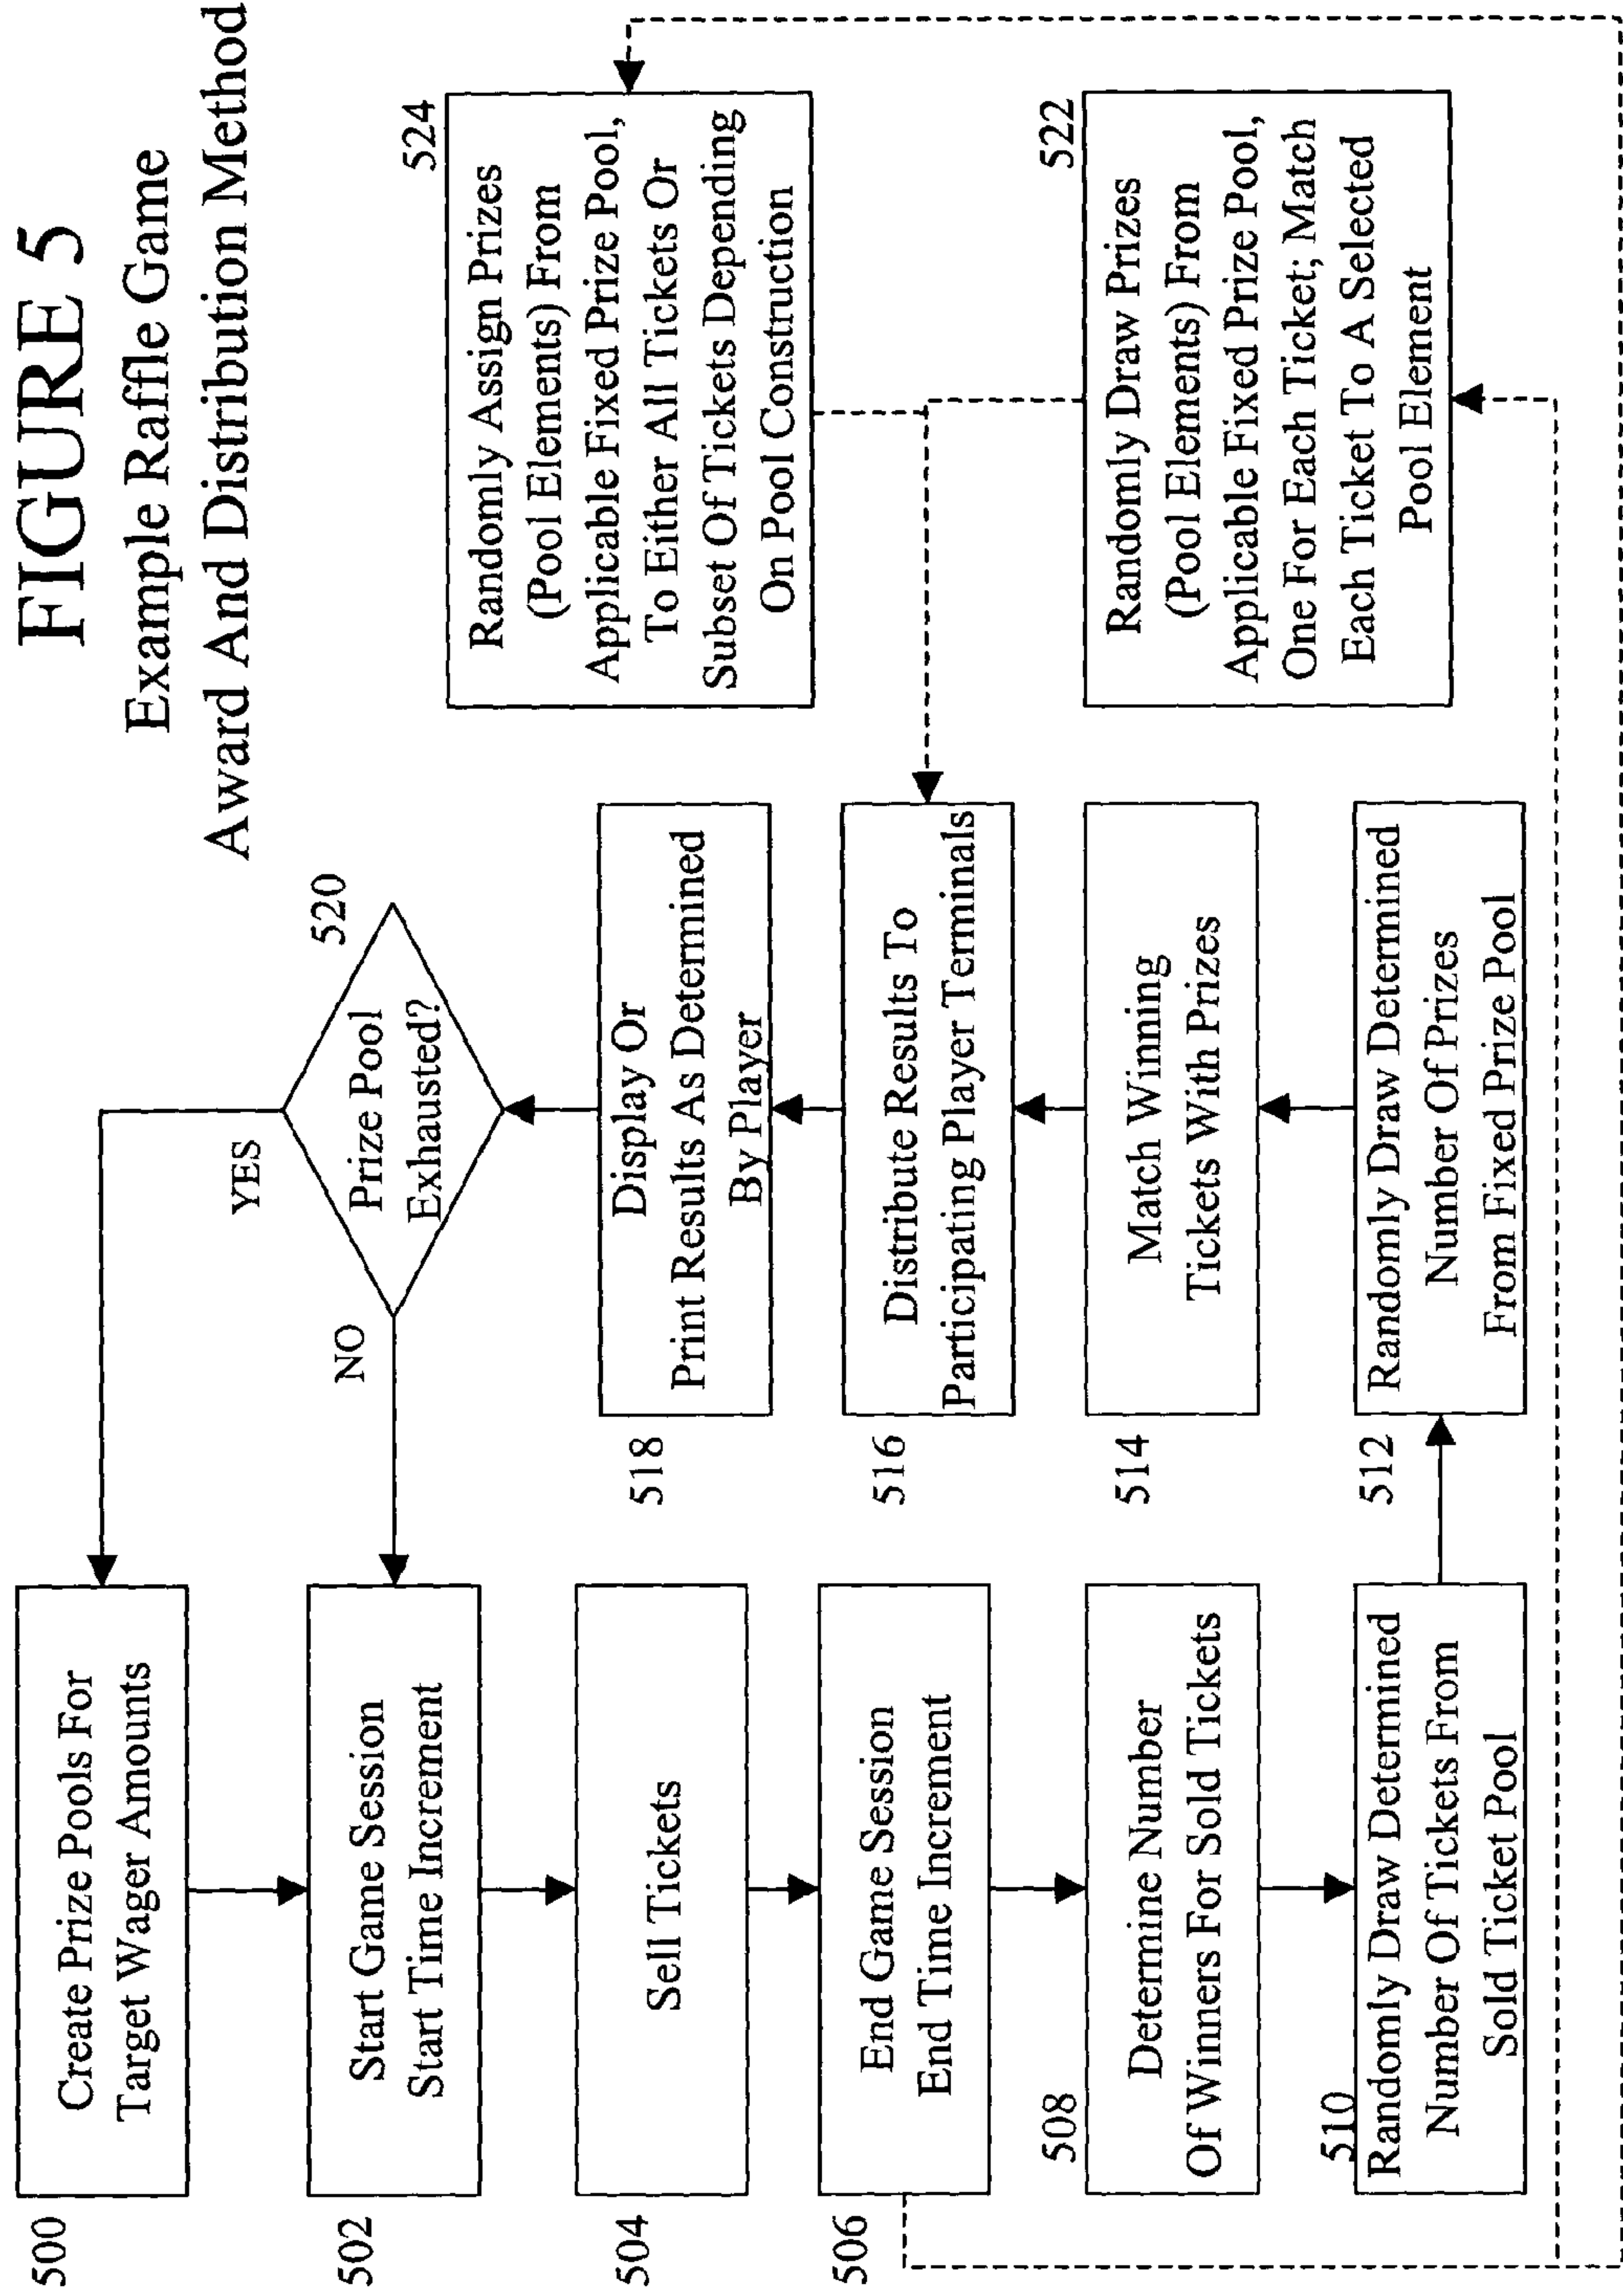 FIGURE 5
Example Raffle Game
Award And Distribution Method
500
Create Prize Pools For
Target Wager Amounts
502
Start Game Session
Start Time Increment
504
Sell Tickets
506
End Game Session
End Time Increment
508
Determine Number
Of Winners For Sold Tickets
510
Randomly Draw Determined
Number Of Tickets From
Sold Ticket Pool
512
Randomly Draw Determined
Number Of Prizes
From Fixed Prize Pool
514
Match Winning
Tickets With Prizes
516
Distribute Results To
Participating Player Terminals
518
Display Or
Print Results As Determined
By Player
520
Prize Pool
Exhausted?
YES
NO
524
Randomly Assign Prizes
(Pool Elements) From
Applicable Fixed Prize Pool,
To Either All Tickets Or
Subset Of Tickets Depending
On Pool Construction
522
Randomly Draw Prizes
(Pool Elements) From
Applicable Fixed Prize Pool,
One For Each Ticket; Match
Each Ticket To A Selected
Pool Element